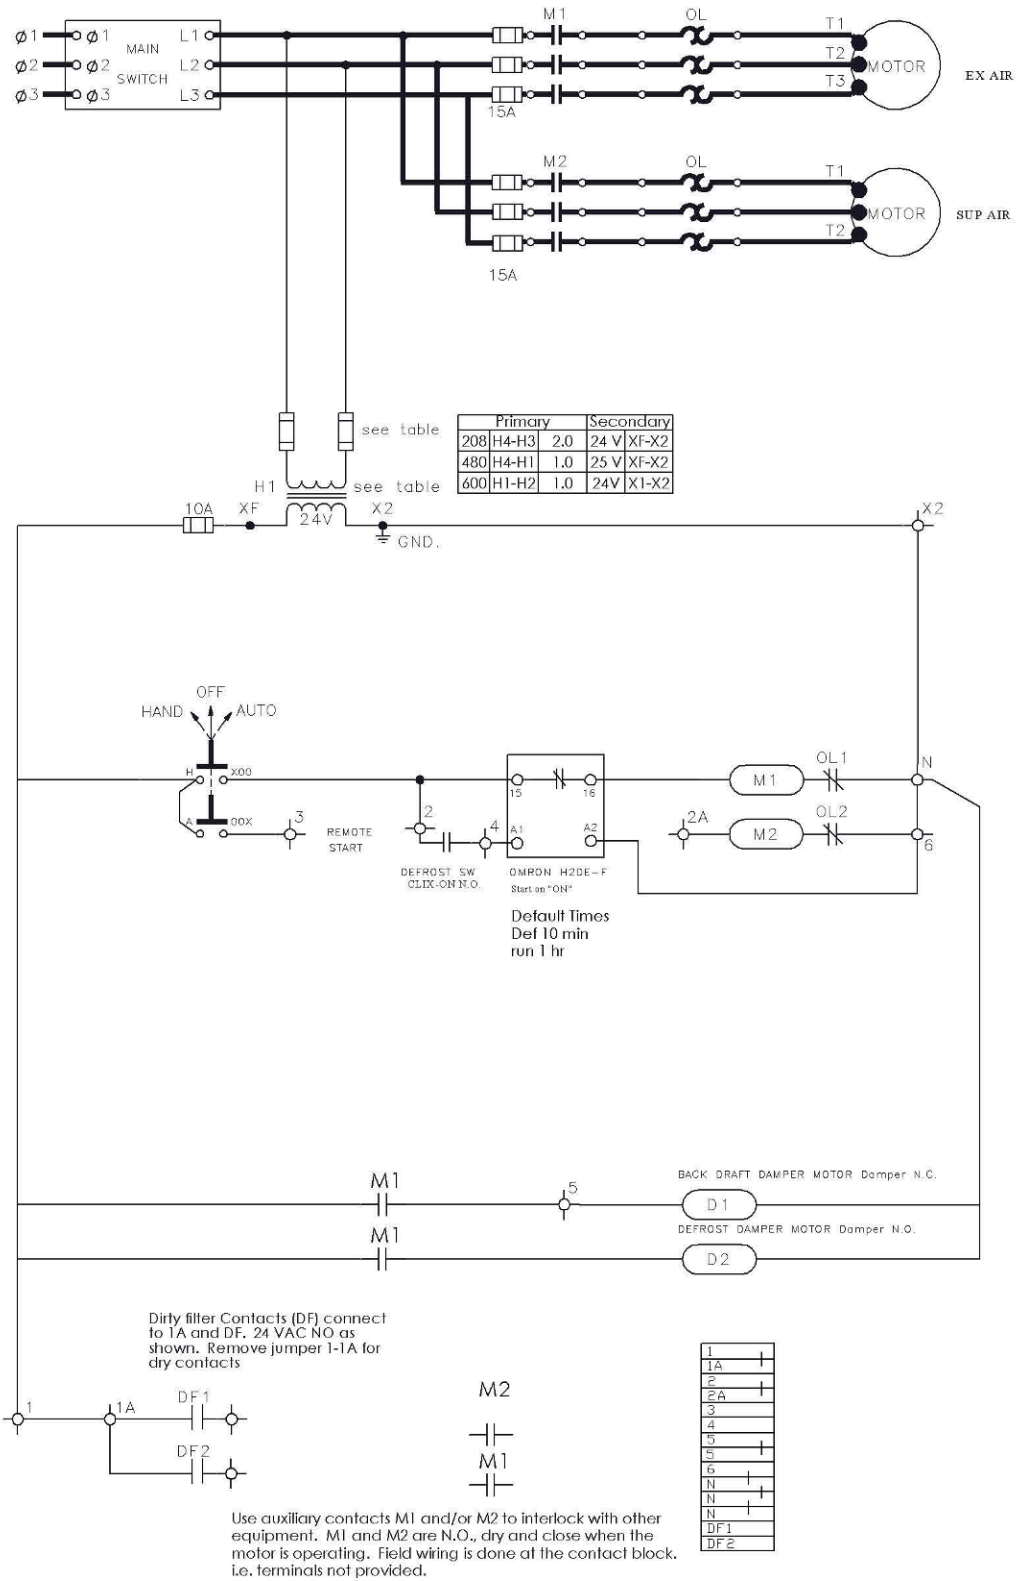 M1 OL T1
Ø1 Ø1 L1
MAIN
SWITCH
Ø2 Ø2 L2 T2 MOTOR EX AIR
Ø3 Ø3 L3 T3
15A
M2 OL T1
MOTOR SUP AIR
T2
15A
see table
Primary Secondary
208 H4-H3 2.0 24 V XF-X2
480 H4-H1 1.0 25 V XF-X2
600 H1-H2 1.0 24V X1-X2
H1 see table
10A XF 24V X2 X2
GND.
OFF
HAND AUTO
OL1
H X00 15 16 M1 N
3 2 4 2A OL2
A 00X A1 A2 M2 6
REMOTE
START
DEFROST SW
CLIX-ON N.O.
OMRON H2DE-F
Start on "ON"
Default Times
Def 10 min
run 1 hr
BACK DRAFT DAMPER MOTOR Damper N.C.
M1 5 D1
DEFROST DAMPER MOTOR Damper N.O.
M1 D2
Dirty filter Contacts (DF) connect
to 1A and DF. 24 VAC NO as
shown. Remove jumper 1-1A for
dry contacts
1 1A DF1
DF2
M2
M1
1
1A
2
2A
3
4
5
5
6
N
N
N
DF1
DF2
Use auxiliary contacts M1 and/or M2 to interlock with other
equipment. M1 and M2 are N.O., dry and close when the
motor is operating. Field wiring is done at the contact block.
i.e. terminals not provided.